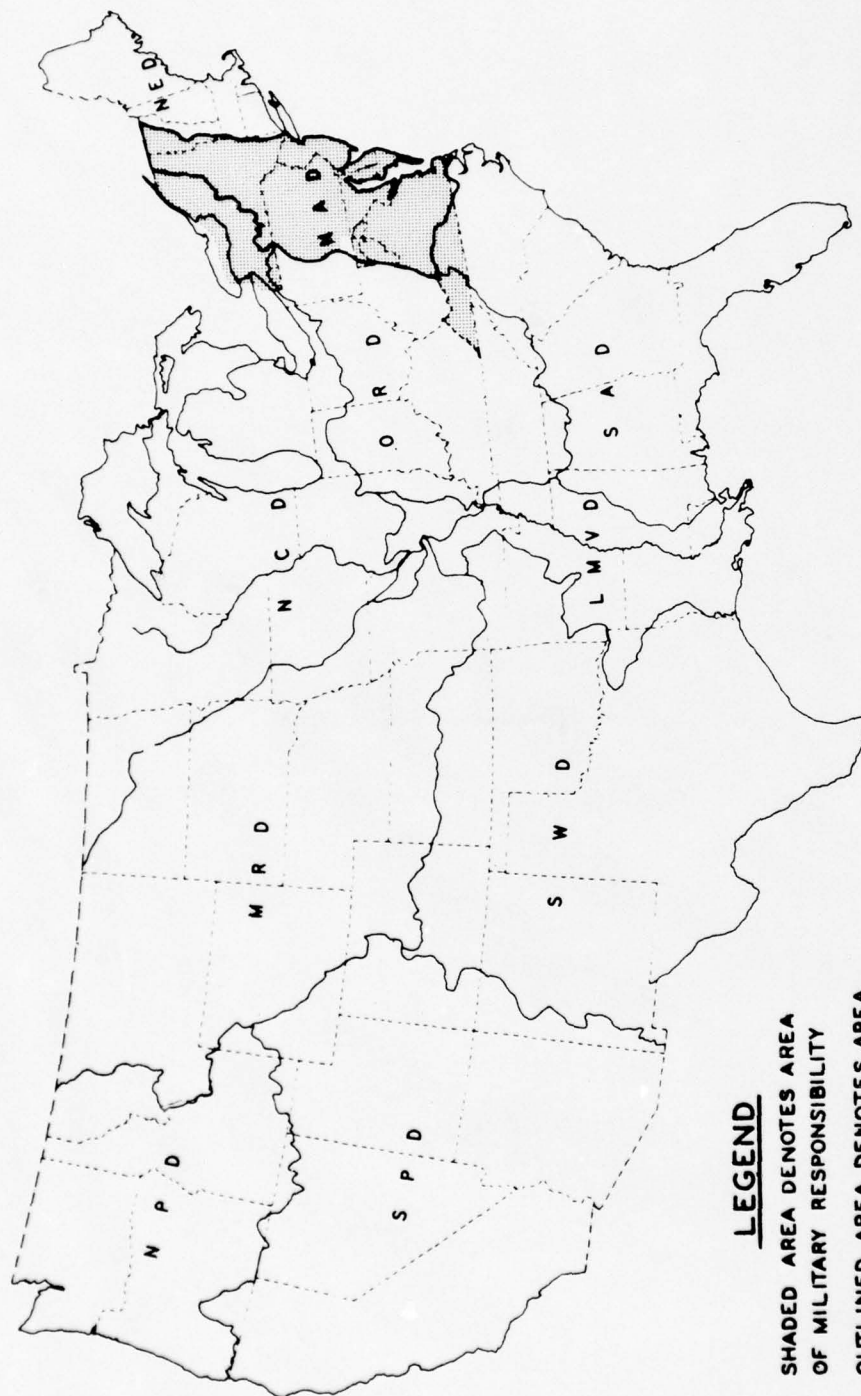 NED
NAD
ORD
NCD
SAD
LMVD
MRD
SWD
NPD
SPD
LEGEND
SHADED AREA DENOTES AREA
OF MILITARY RESPONSIBILITY
OUTLINED AREA DENOTES AREA